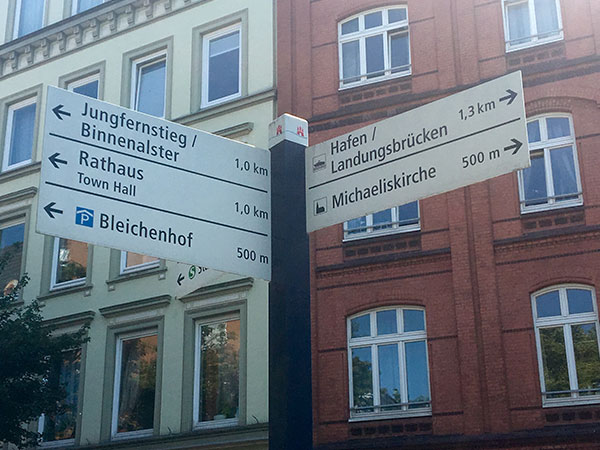 Jungfernstieg /
Binnenalster 1,0 km
Rathaus
Town Hall 1,0 km
P Bleichenhof 500 m
Hafen /
Landungsbrücken 1,3 km
Michaeliskirche 500 m
S